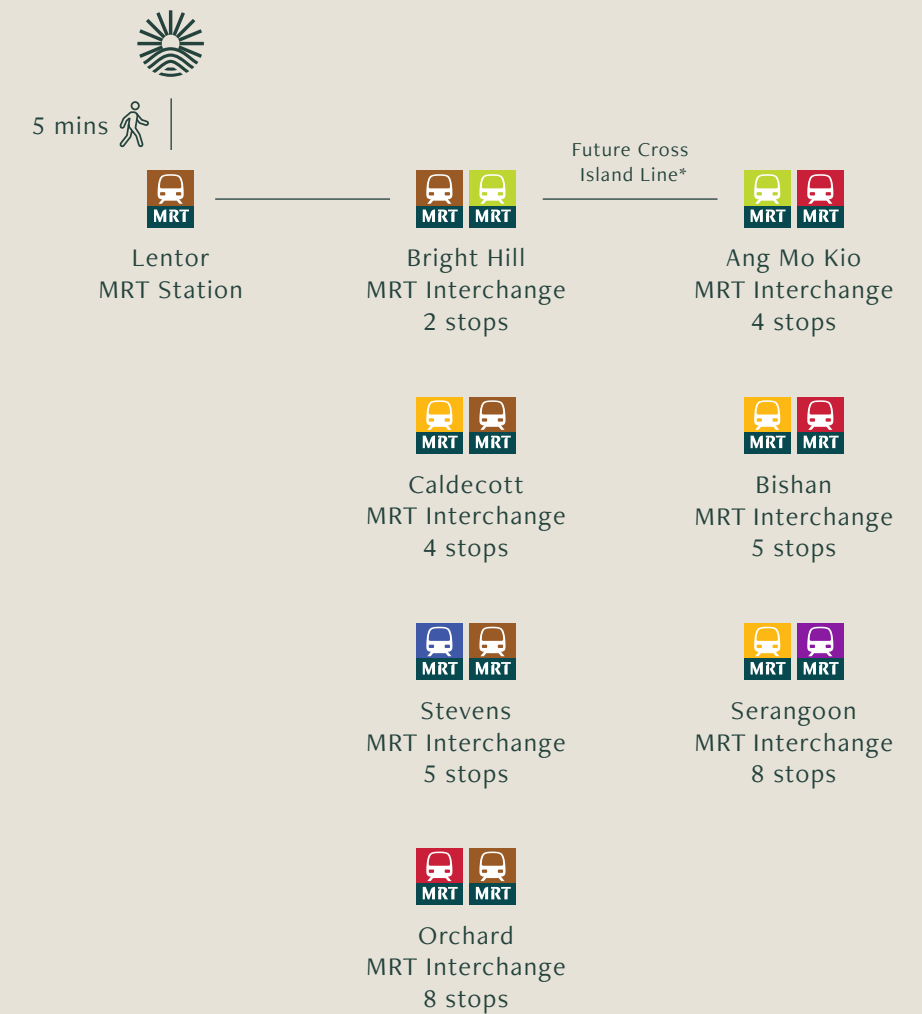 5 mins
MRT
Lentor
MRT Station
MRT MRT
Bright Hill
MRT Interchange
2 stops
Future Cross
Island Line*
MRT MRT
Ang Mo Kio
MRT Interchange
4 stops
MRT MRT
Caldecott
MRT Interchange
4 stops
MRT MRT
Bishan
MRT Interchange
5 stops
MRT MRT
Stevens
MRT Interchange
5 stops
MRT MRT
Serangoon
MRT Interchange
8 stops
MRT MRT
Orchard
MRT Interchange
8 stops